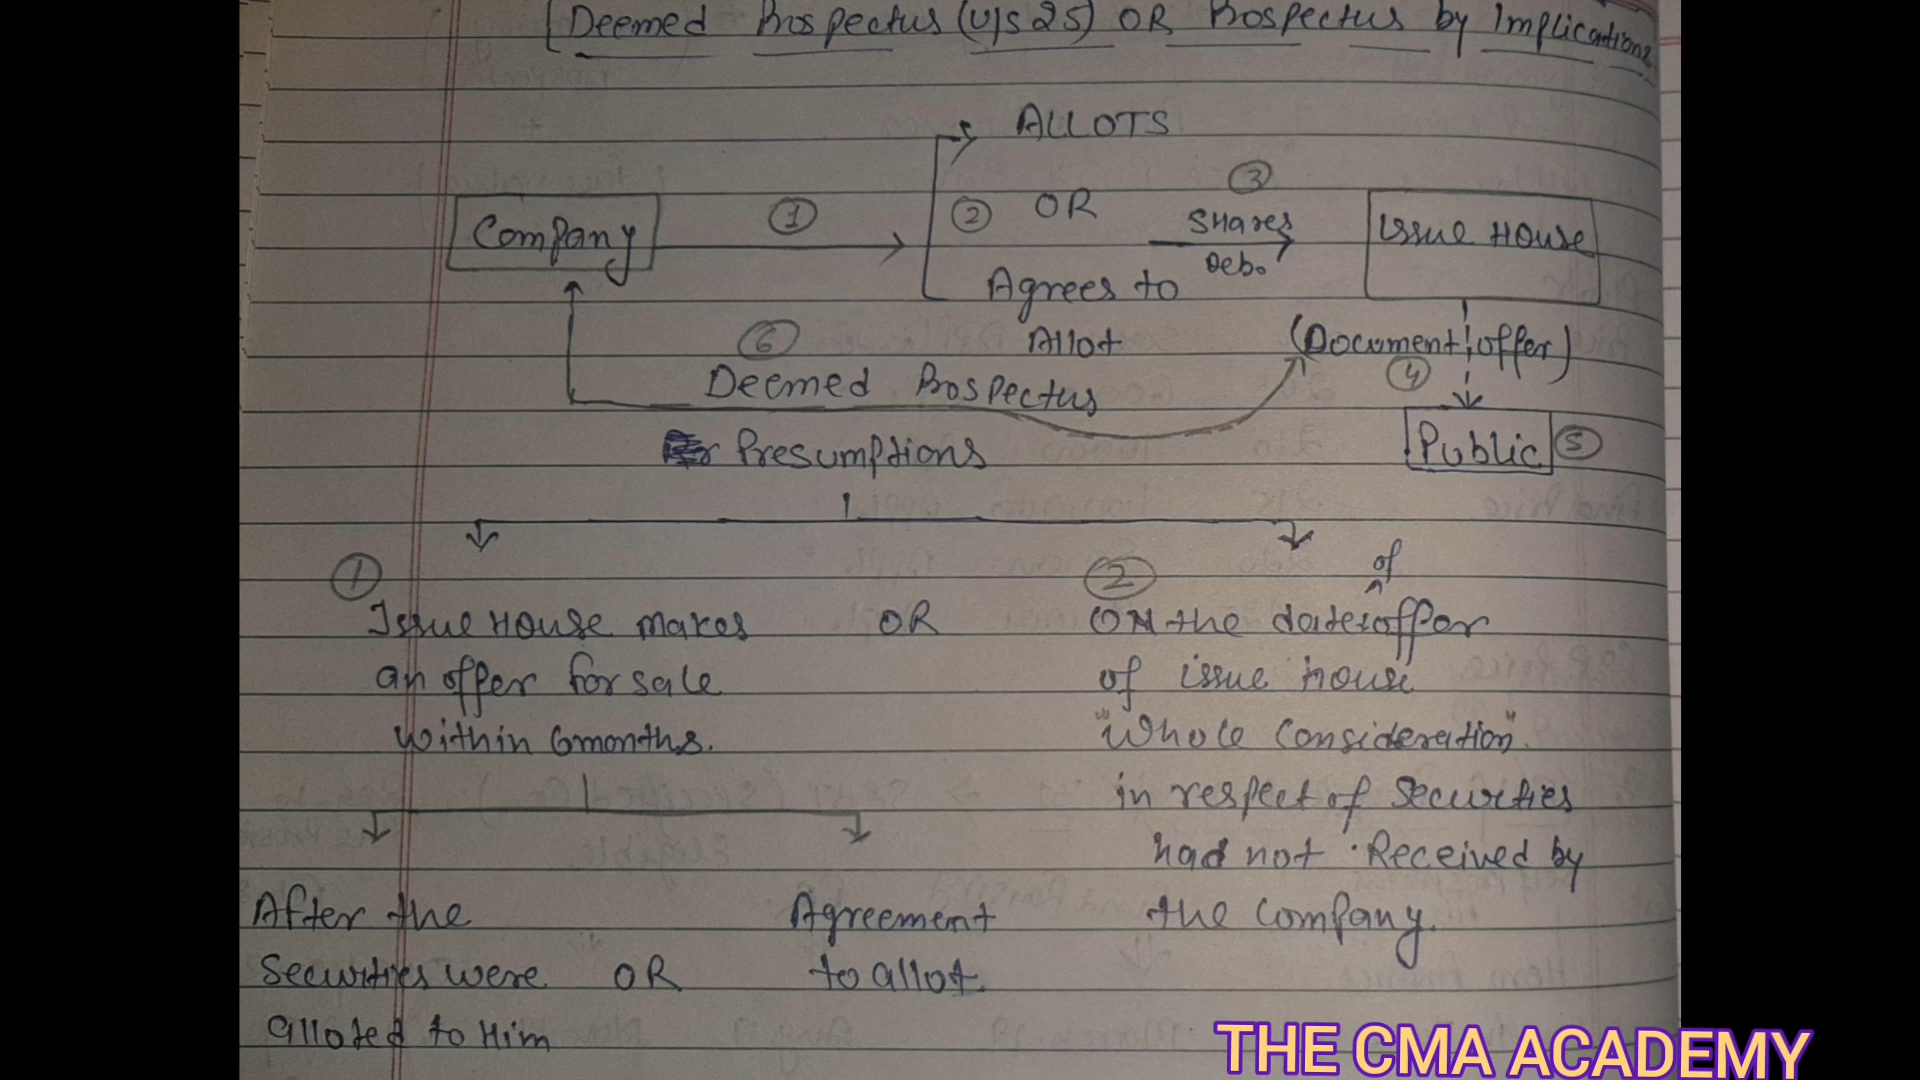 Deemed Prospectus (U/S 25) OR Prospectus by Implications
ALLOTS
Company
1
2
OR
3
Shares
Deb.
Issue House
Agrees to
Allot
(Document offer)
4
6
Deemed Prospectus
Public
5
Presumptions
1
Issue House makes
an offer for sale
within 6 months.
OR
2
of
ON the date offer
of issue house
"Whole Consideration".
in respect of Securities
had not Received by
the Company.
After the
Securities were
alloted to Him
OR
Agreement
to allot.
THE CMA ACADEMY